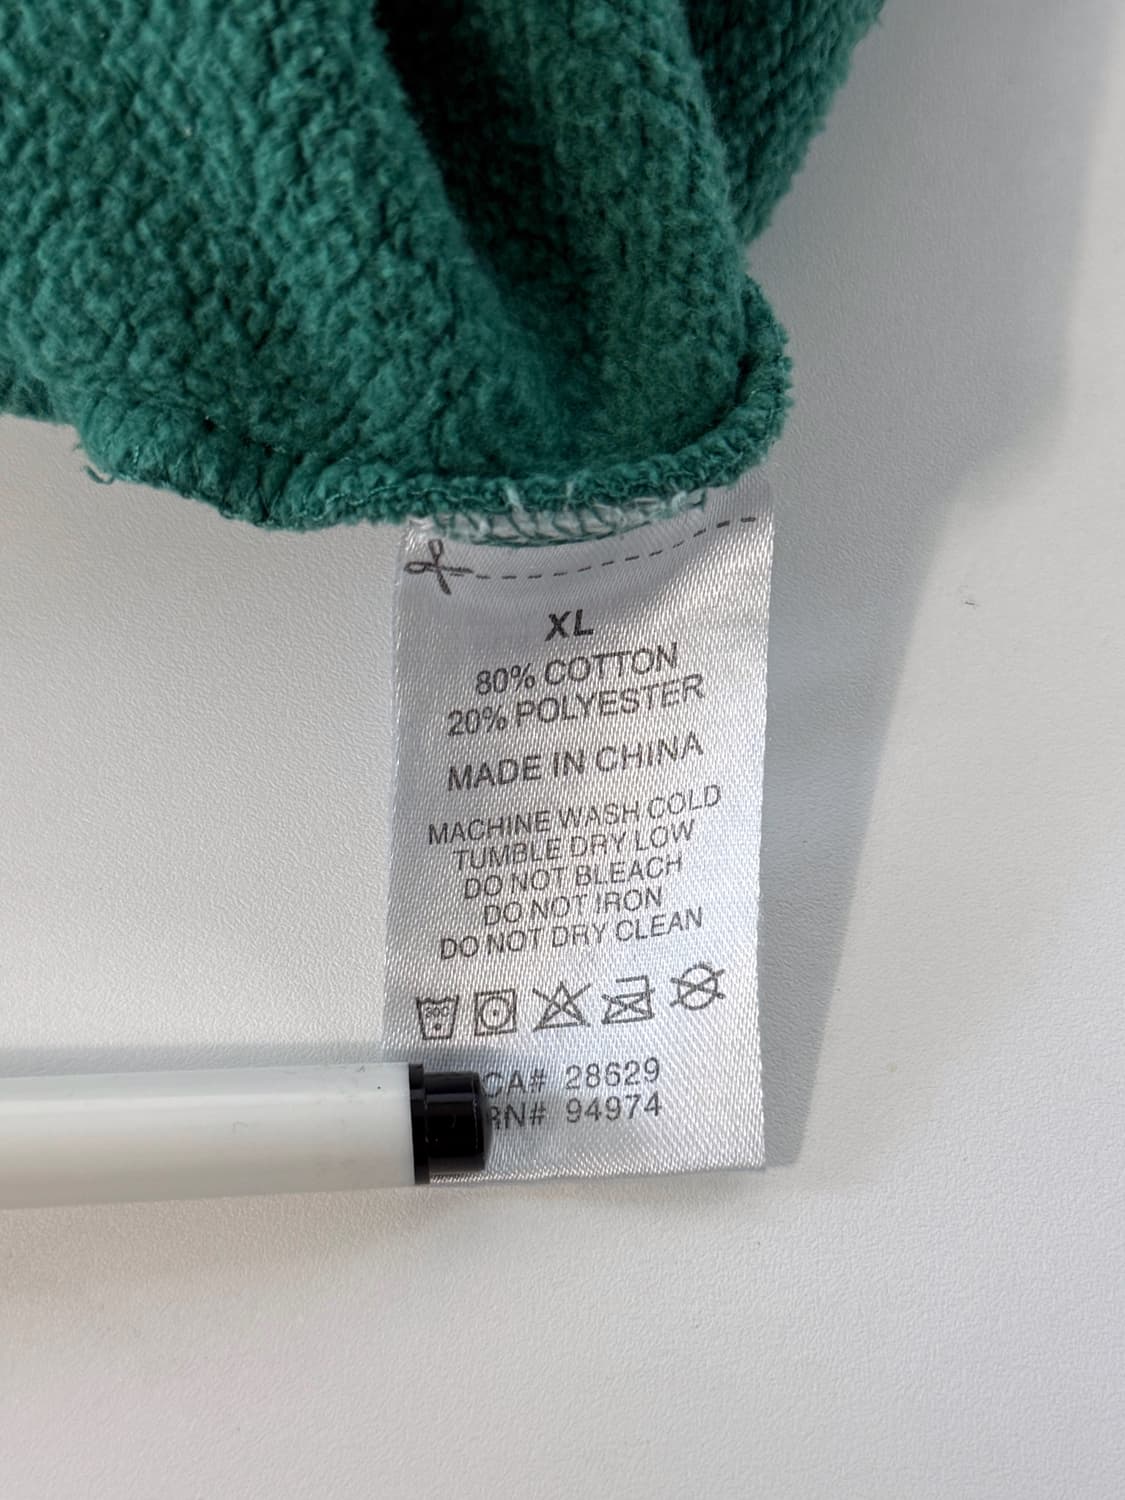 XL
80% COTTON
20% POLYESTER
MADE IN CHINA
MACHINE WASH COLD
TUMBLE DRY LOW
DO NOT BLEACH
DO NOT IRON
DO NOT DRY CLEAN
CA# 28629
RN# 94974